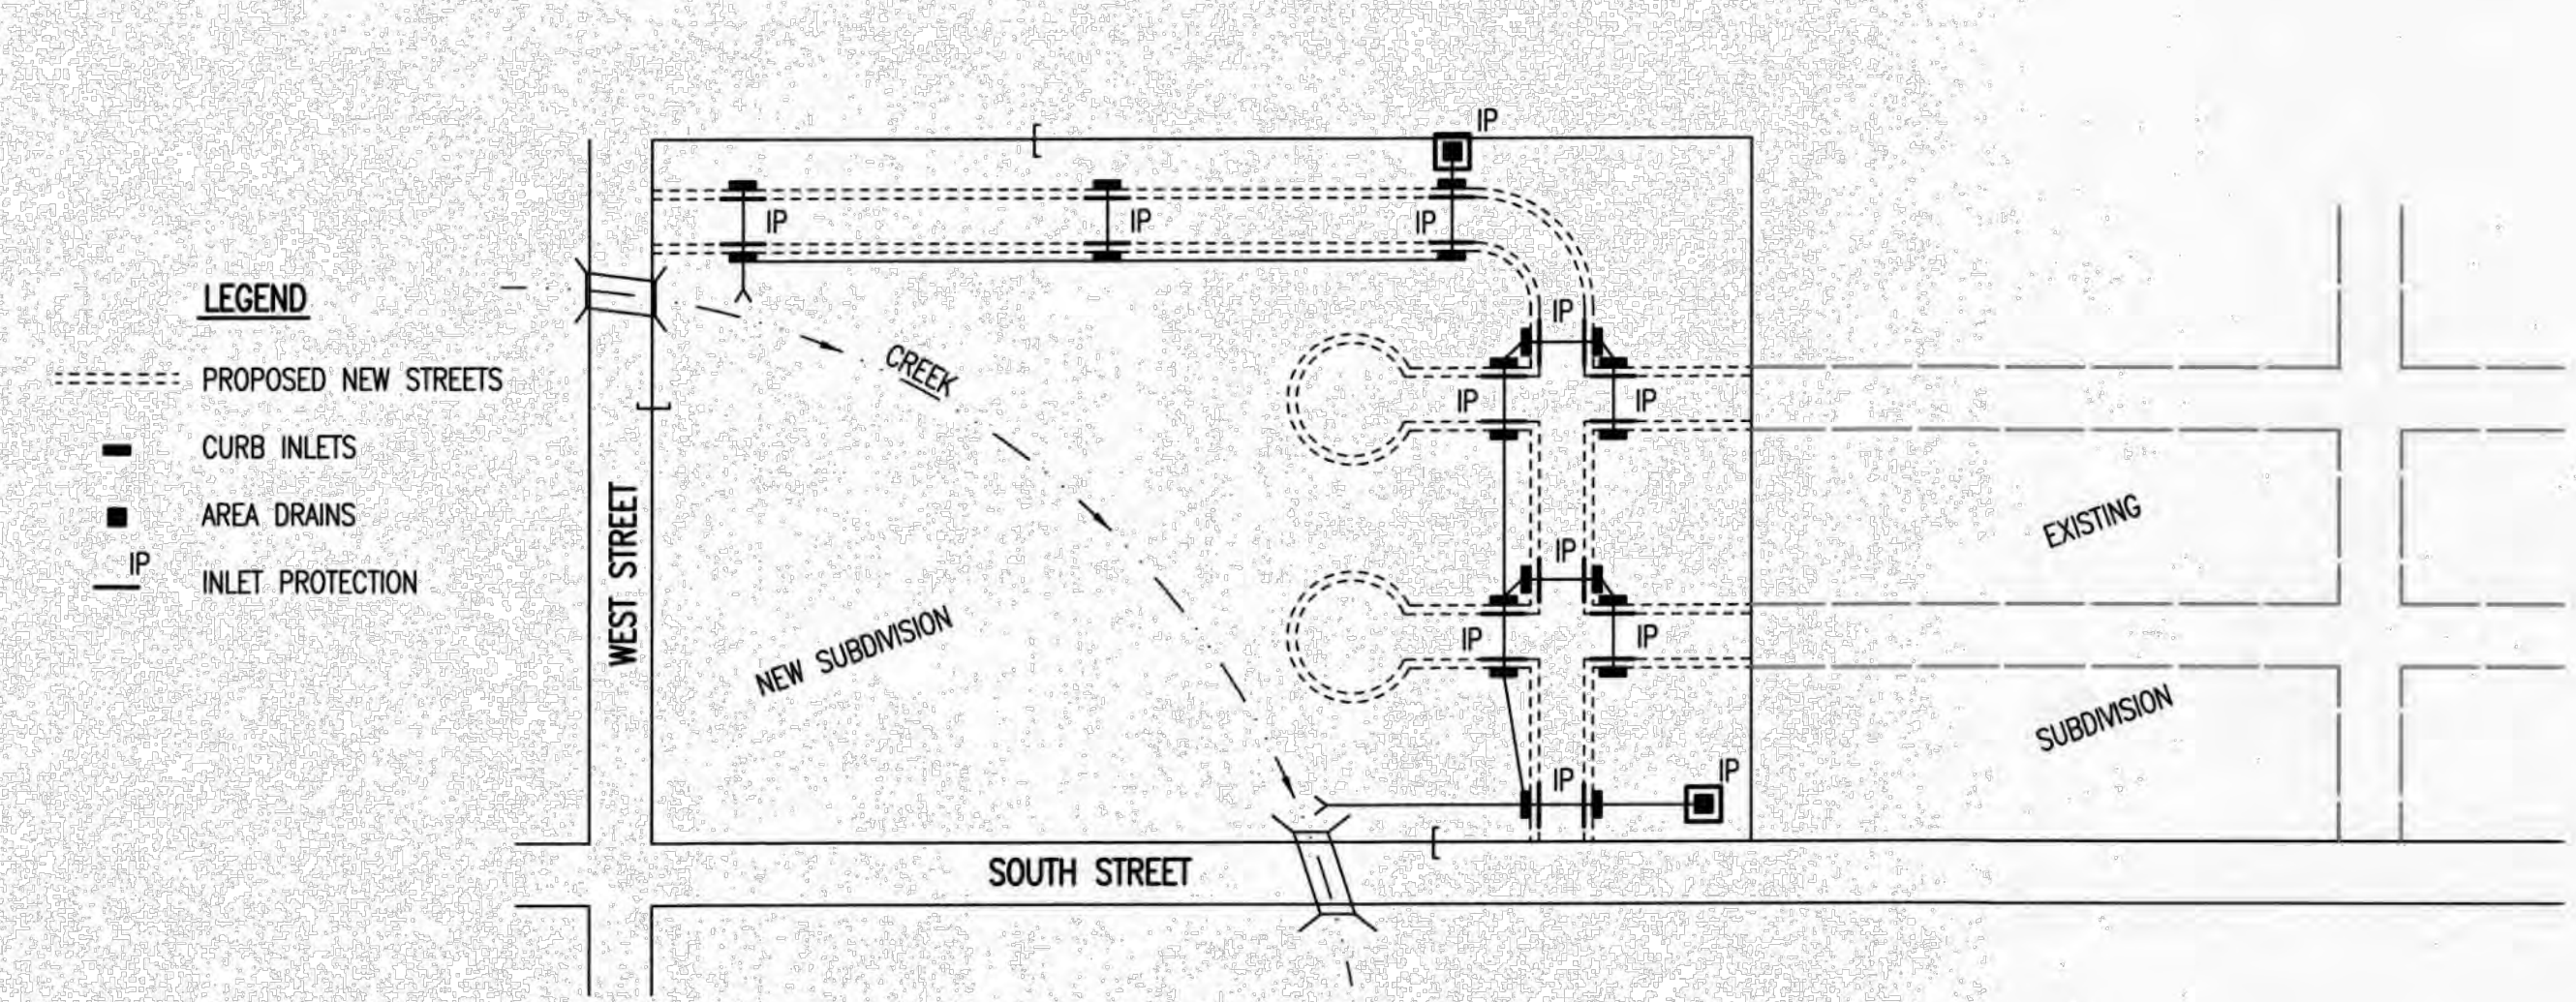 IP
IP
IP
IP
LEGEND
PROPOSED NEW STREETS
CURB INLETS
AREA DRAINS
IP
INLET PROTECTION
WEST STREET
CREEK
NEW SUBDIVISION
IP
IP
IP
IP
IP
IP
IP
IP
EXISTING
SUBDIVISION
SOUTH STREET